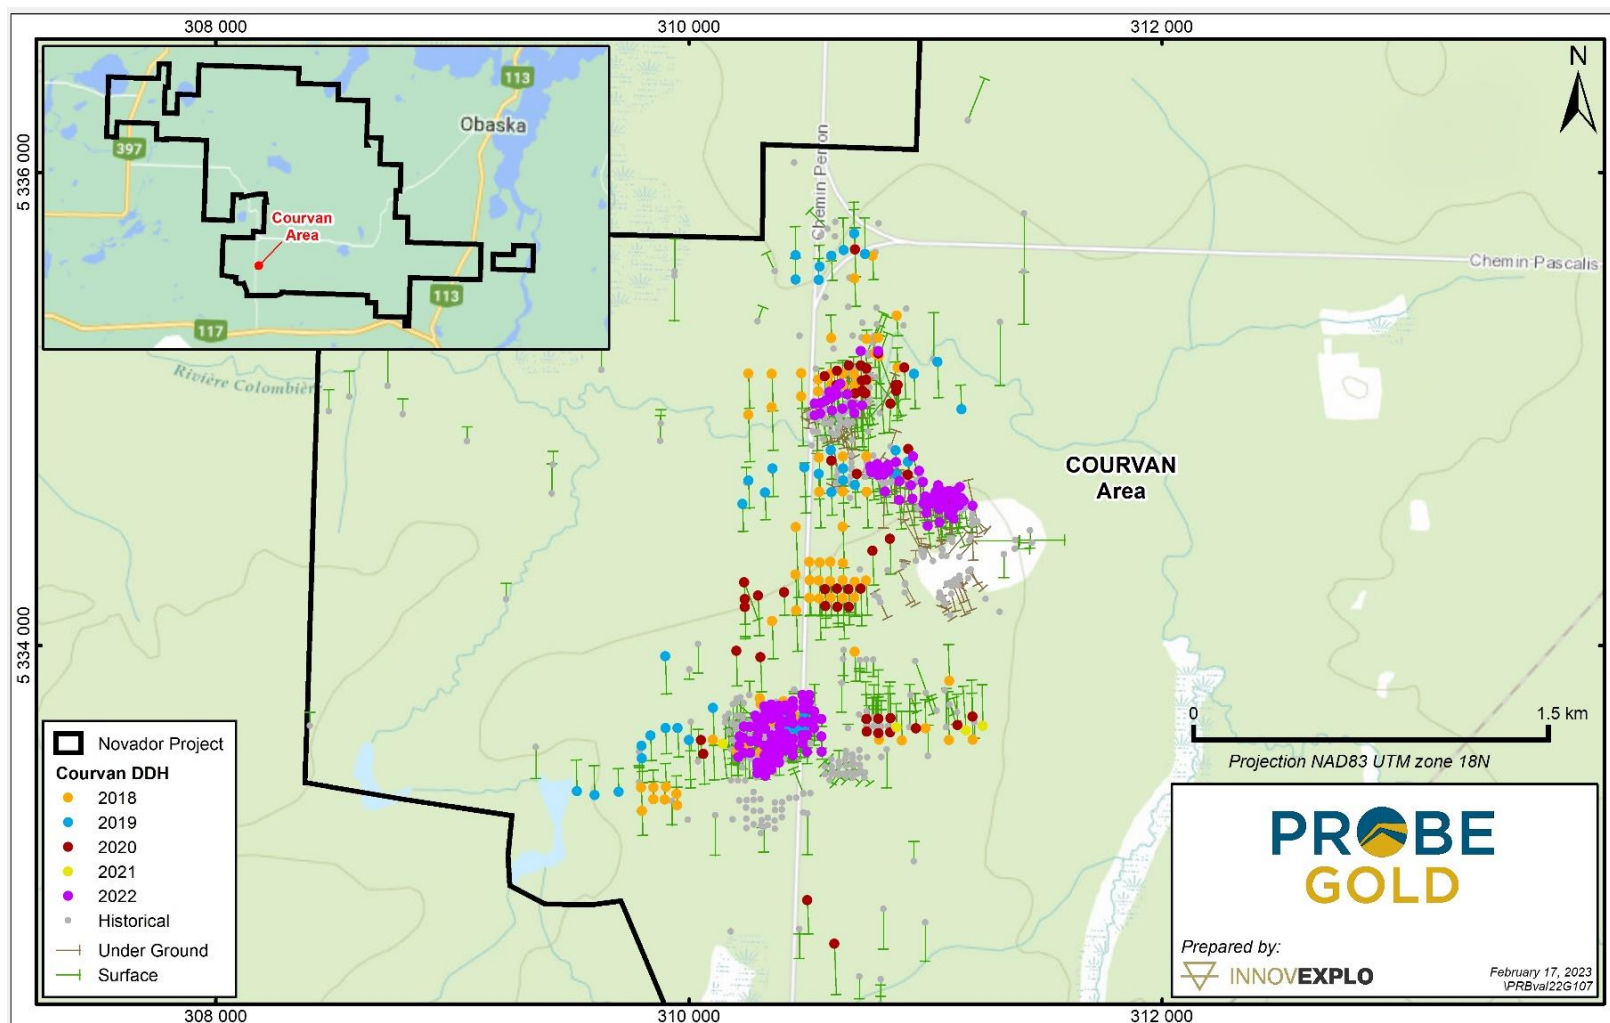 308 000
310 000
312 000
5 336 000
5 334 000
113
Obaska
397
Courvan
Area
113
117
N
Chemin Perron
Chemin Pascalis
Rivière Colombière
COURVAN
Area
0
1.5 km
Projection NAD83 UTM zone 18N
Novador Project
Courvan DDH
2018
2019
2020
2021
2022
Historical
Under Ground
Surface
PROBE
GOLD
Prepared by:
INNOVEXPLO
February 17, 2023
\PRBval22G107
308 000
310 000
312 000